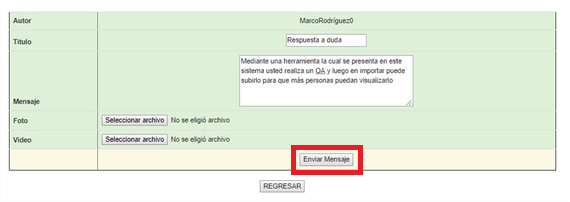 Autor MarcoRodríguez0
Titulo Respuesta a duda
Mediante una herramienta la cual se presenta en este
sistema usted realiza un OA y luego en importar puede
subirlo para que más personas puedan visualizarlo
Mensaje
Foto Seleccionar archivo No se eligió archivo
Video Seleccionar archivo No se eligió archivo
Enviar Mensaje
REGRESAR